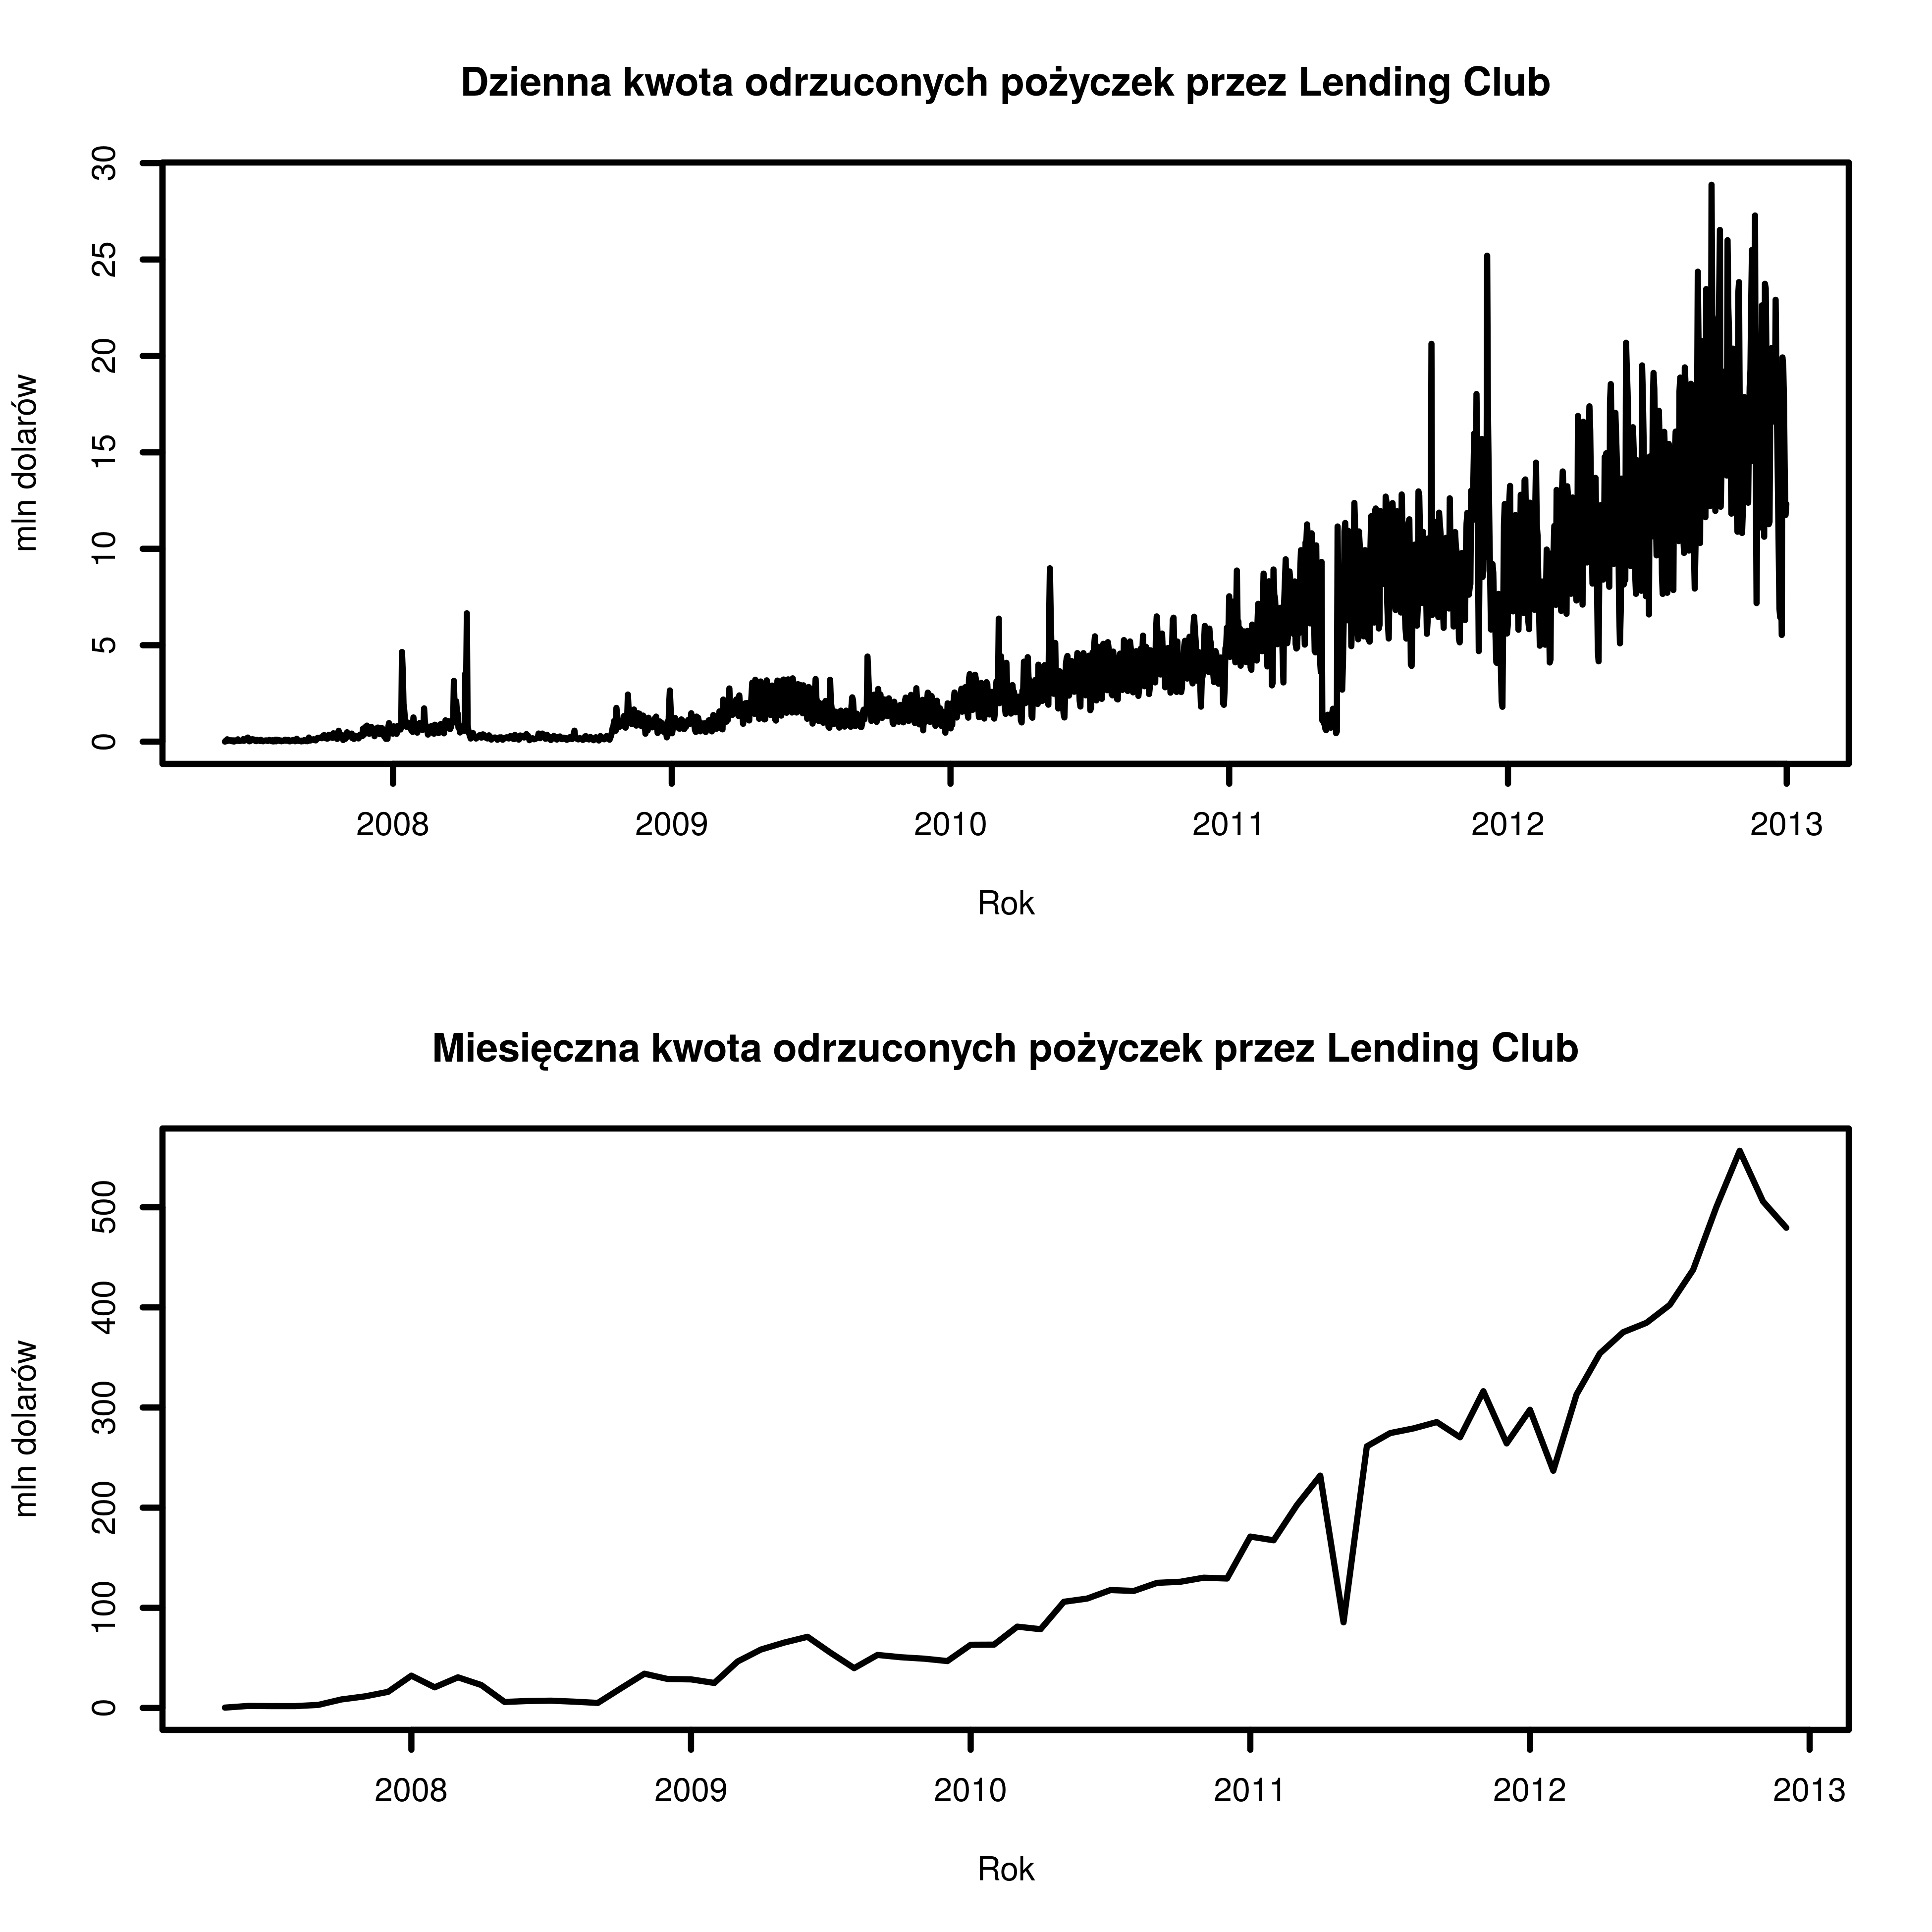 Dzienna kwota odrzuconych pożyczek przez Lending Club
mln dolarów
30
25
20
15
10
5
0
2008 2009 2010 2011 2012 2013
Rok
Miesięczna kwota odrzuconych pożyczek przez Lending Club
mln dolarów
500
400
300
200
100
0
2008 2009 2010 2011 2012 2013
Rok